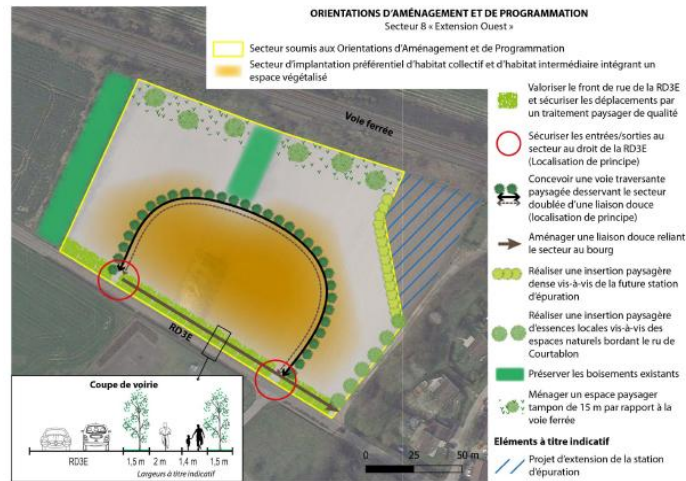 ORIENTATIONS D'AMÉNAGEMENT ET DE PROGRAMMATION
Secteur 8 « Extension Ouest »
Secteur soumis aux Orientations d'Aménagement et de Programmation
Secteur d'implantation préférentiel d'habitat collectif et d'habitat intermédiaire intégrant un
espace végétalisé
Valoriser le front de rue de la RD3E
et sécuriser les déplacements par
un traitement paysager de qualité
Sécuriser les entrées/sorties au
secteur au droit de la RD3E
(Localisation de principe)
Concevoir une voie traversante
paysagée desservant le secteur
doublée d'une liaison douce
(localisation de principe)
Aménager une liaison douce reliant
le secteur au bourg
Réaliser une insertion paysagère
dense vis-à-vis de la future station
d'épuration
Réaliser une insertion paysagère
d'essences locales vis-à-vis des
espaces naturels bordant le ru de
Courtablon
Préserver les boisements existants
Ménager un espace paysager
tampon de 15 m par rapport à la
voie ferrée
Eléments à titre indicatif
Projet d'extension de la station
d'épuration
Voie ferrée
RD3E
Coupe de voirie
RD3E
1,5 m 2 m 1,4 m 1,5 m
Largeurs à titre indicatif
0 25 50 m